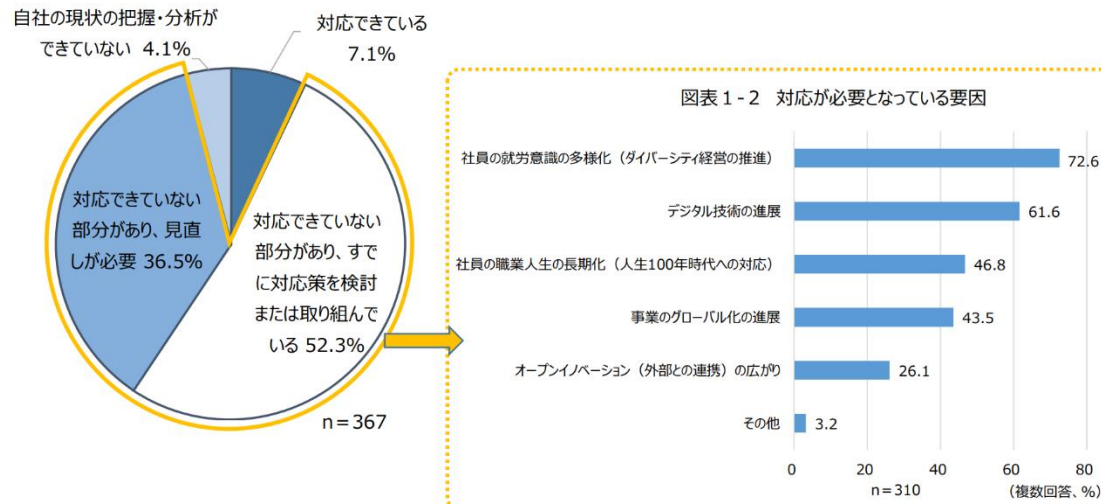 自社の現状の把握・分析が
できていない 4.1%
対応できている
7.1%
対応できていない
部分があり、見直
しが必要 36.5%
対応できていない
部分があり、すで
に対応策を検討
または取り組んで
いる 52.3%
n=367
図表1-2 対応が必要となっている要因
社員の就労意識の多様化(ダイバーシティ経営の推進)
72.6
デジタル技術の進展
61.6
社員の職業人生の長期化(人生100年時代への対応)
46.8
事業のグローバル化の進展
43.5
オープンイノベーション(外部との連携)の広がり
26.1
その他
3.2
0 20 40 60 80
n=310 (複数回答、%)